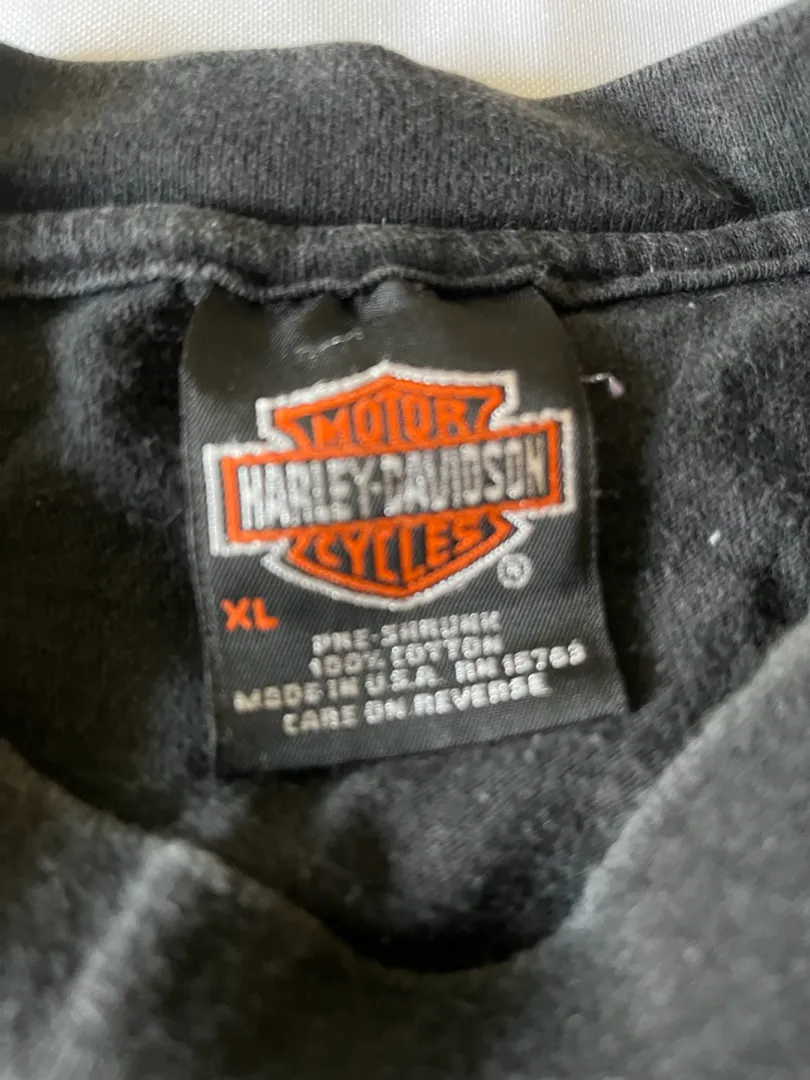 MOTOR
HARLEY-DAVIDSON
CYCLES
®
XL
PRE-SHRUNK
100% COTTON
MADE IN U.S.A. RN 15763
CARE ON REVERSE